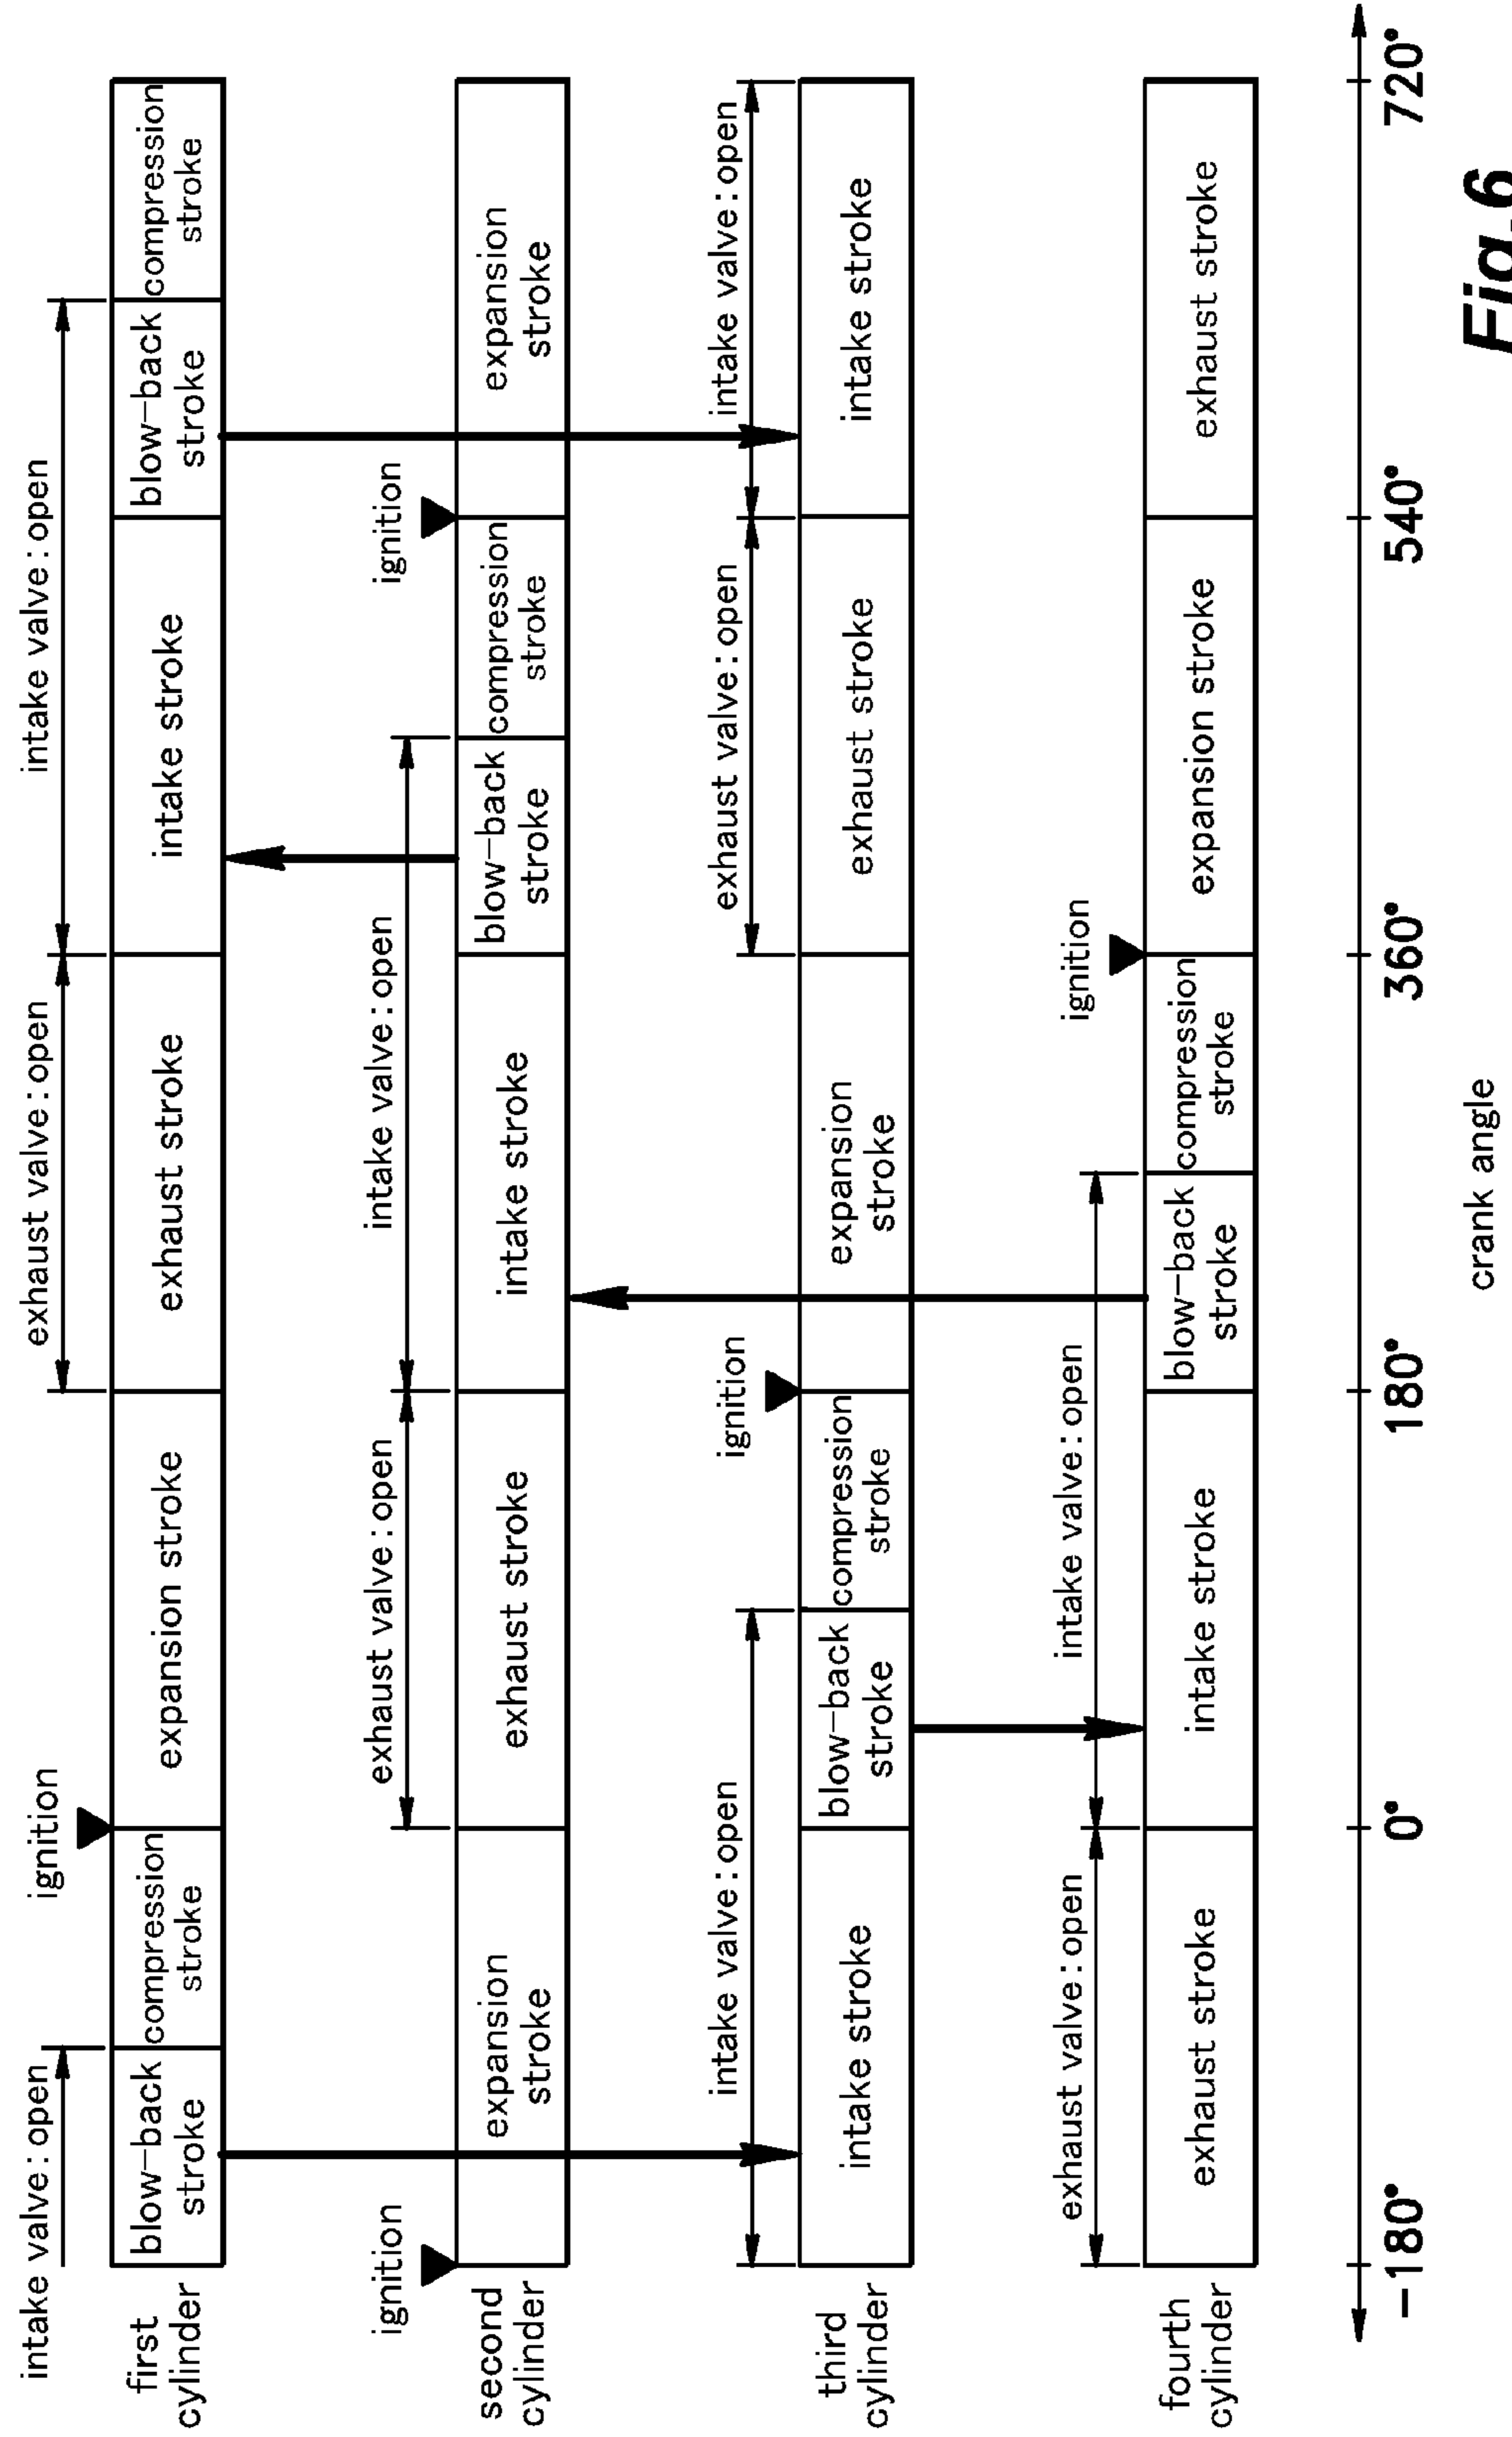 intake valve:open
ignition
exhaust valve:open
intake valve:open
first
cylinder
blow-back
stroke
compression
stroke
expansion stroke
exhaust stroke
intake stroke
blow-back
stroke
compression
stroke
ignition
exhaust valve:open
intake valve:open
ignition
second
cylinder
expansion
stroke
exhaust stroke
intake stroke
blow-back
stroke
compression
stroke
expansion
stroke
intake valve:open
ignition
exhaust valve:open
intake valve:open
third
cylinder
intake stroke
blow-back
stroke
compression
stroke
expansion
stroke
exhaust stroke
intake stroke
exhaust valve:open
intake valve:open
ignition
fourth
cylinder
exhaust stroke
intake stroke
blow-back
stroke
compression
stroke
expansion stroke
exhaust stroke
-180° 0° 180° 360° 540° 720°
crank angle
Fig.6